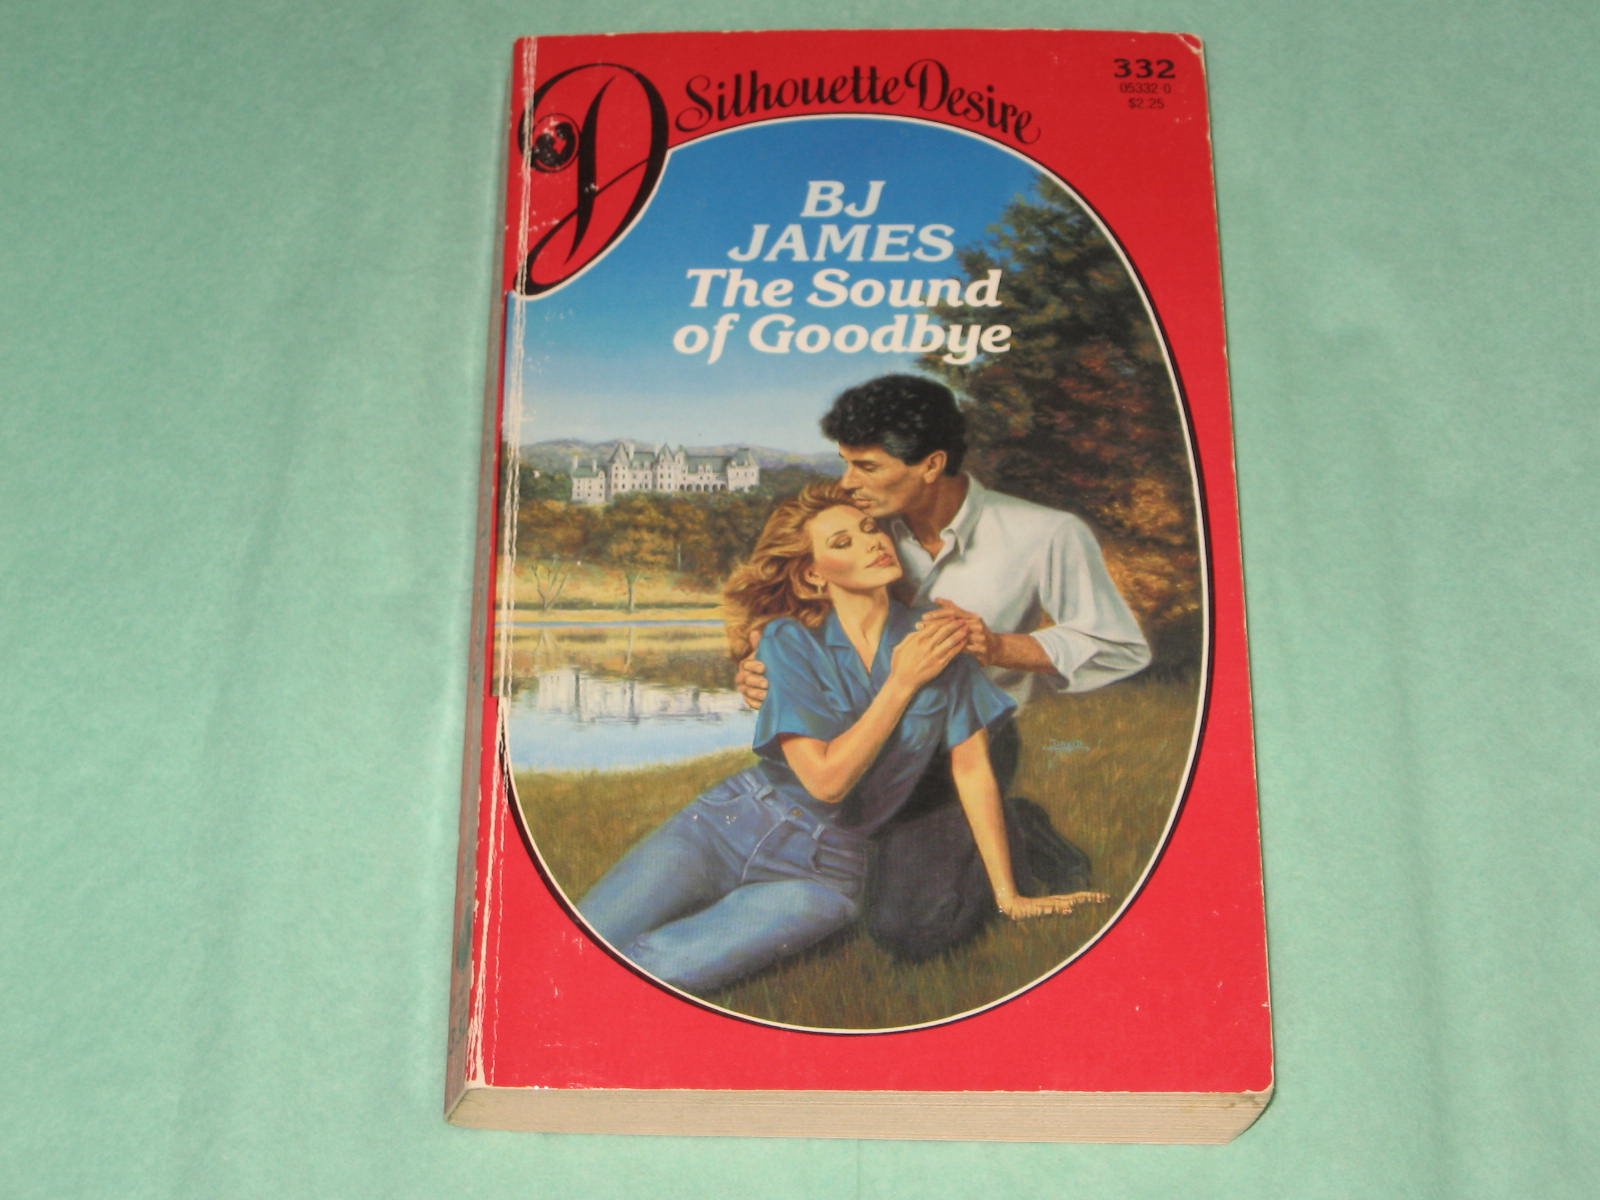 D Silhouette Desire
332
05332-0
$2.25
BJ
JAMES
The Sound
of Goodbye